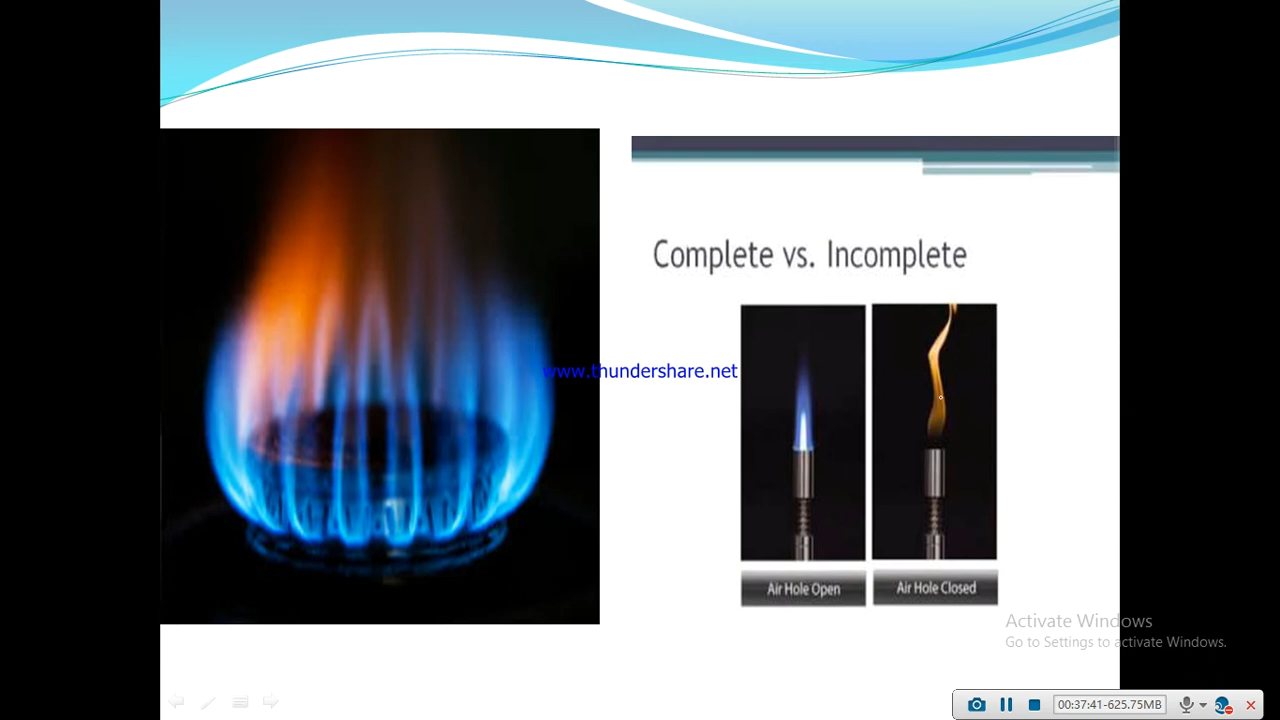 Complete vs. Incomplete
www.thundershare.net
Air Hole Open
Air Hole Closed
Activate Windows
Go to Settings to activate Windows.
00:37:41-625.75MB